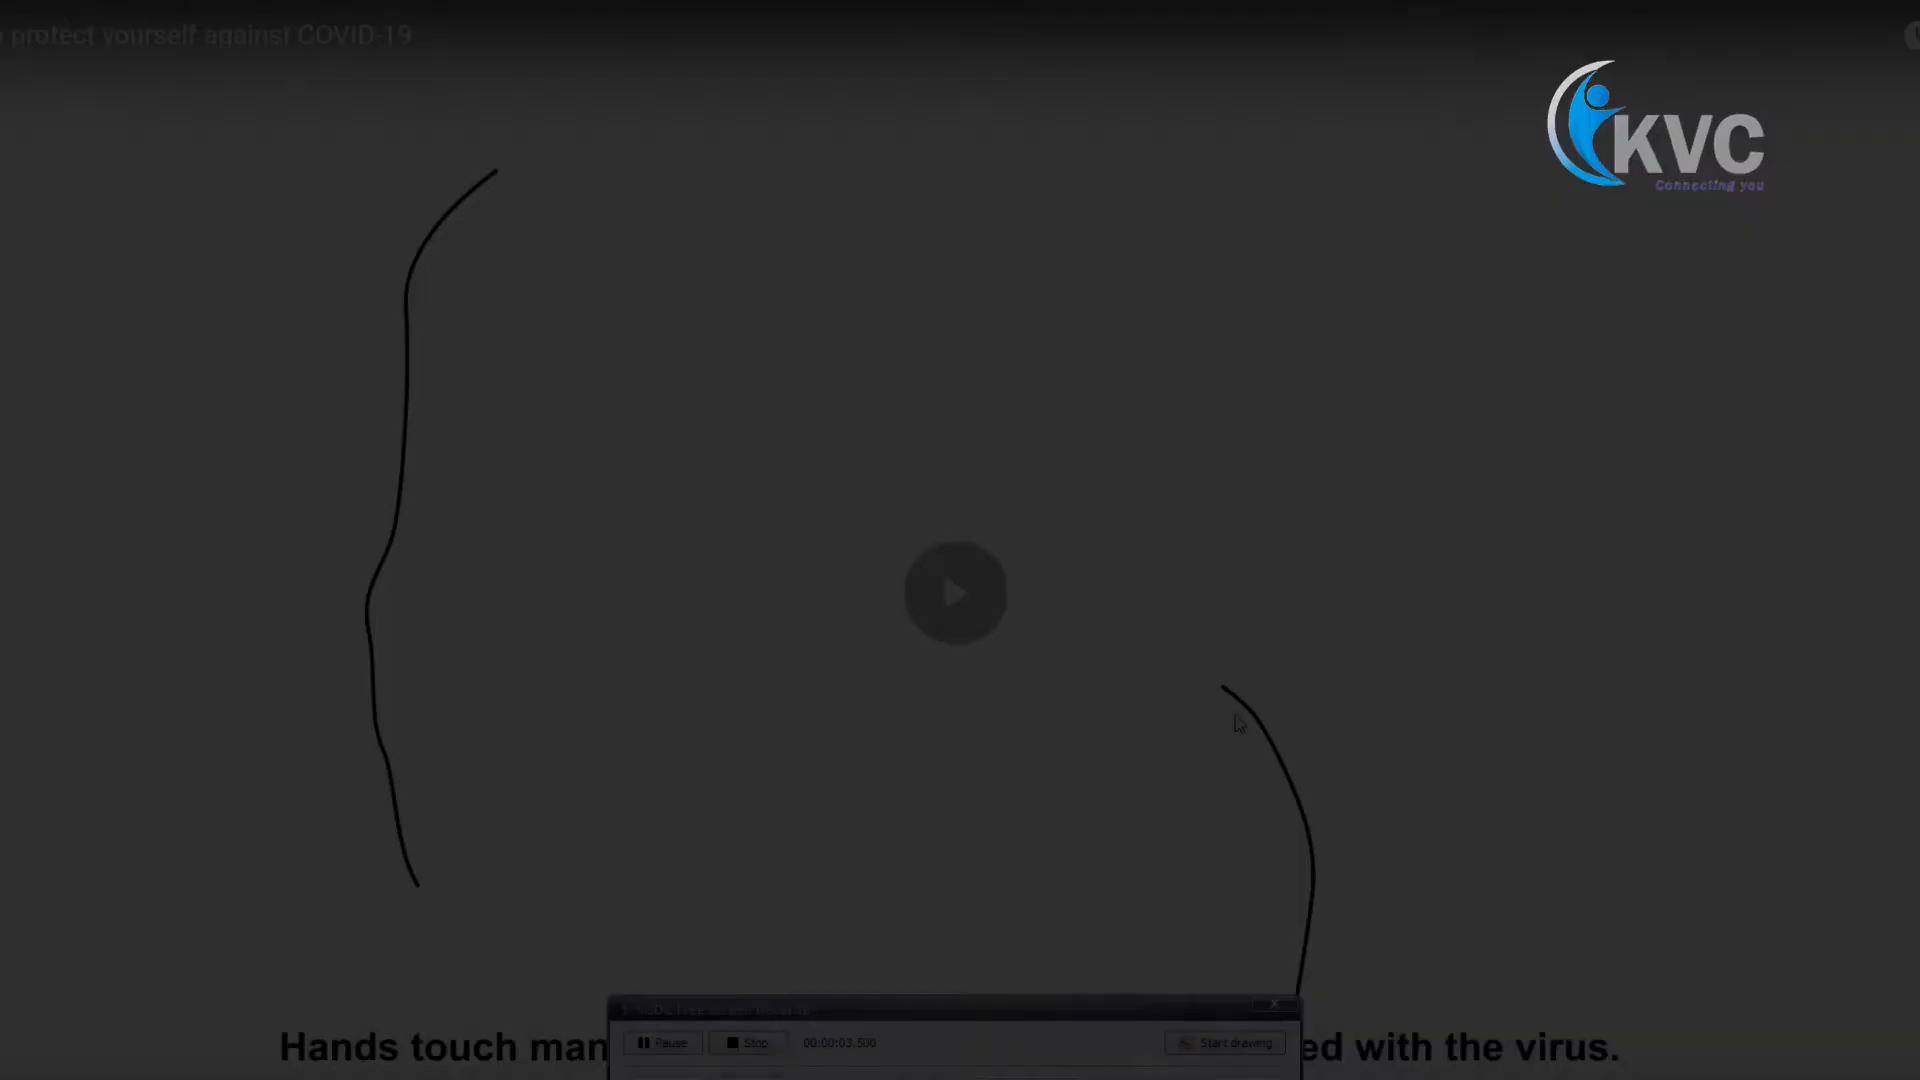 protect yourself against COVID-19
KVC
Connecting you
Hands touch man
ed with the virus.
Pause
Stop
00:00:03.500
Start drawing